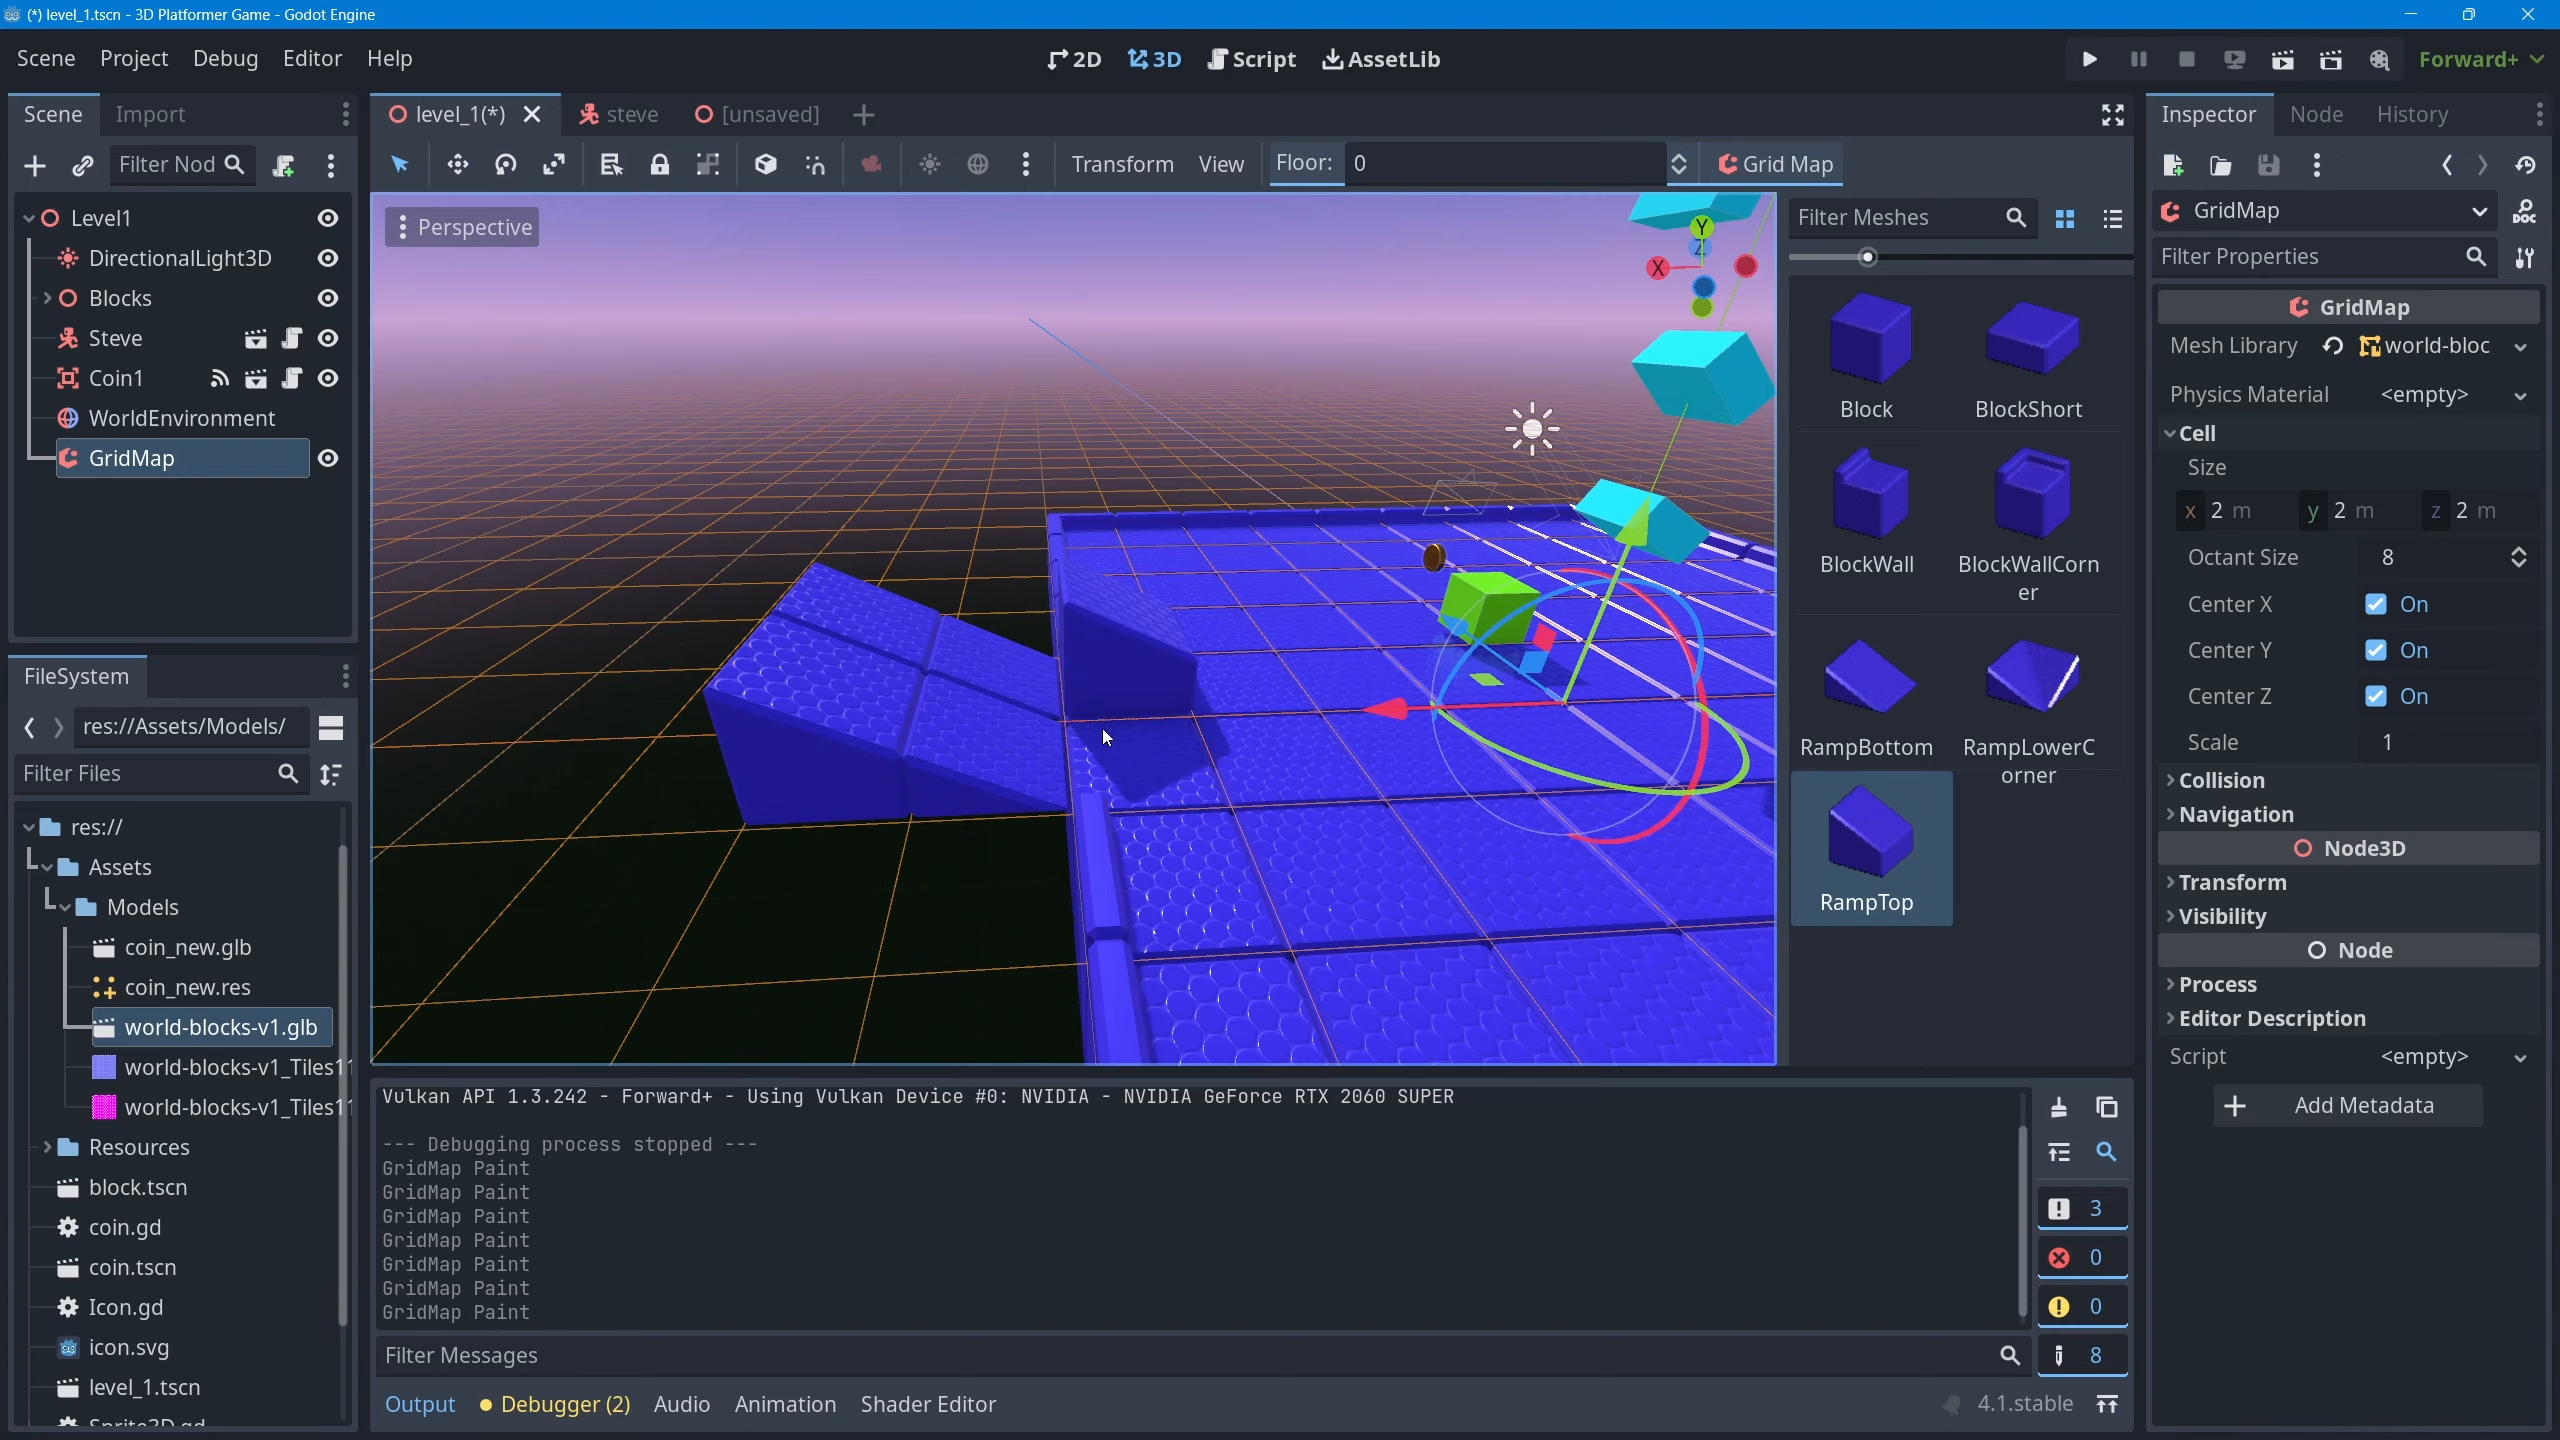 (*) level_1.tscn - 3D Platformer Game - Godot Engine
Scene Project Debug Editor Help
2D 3D Script AssetLib
Forward+
Scene Import
level_1(*) steve [unsaved]
Inspector Node History
Filter Nod
Transform View Floor: 0 Grid Map
Level1
DirectionalLight3D
Blocks
Steve
Coin1
WorldEnvironment
GridMap
Perspective
Y
Z
X
Filter Meshes
Block
BlockShort
BlockWall
BlockWallCorn
er
RampBottom
RampLowerC
orner
RampTop
GridMap
DOC
Filter Properties
GridMap
Mesh Library world-bloc
Physics Material <empty>
Cell
Size
x 2 m y 2 m z 2 m
Octant Size 8
Center X On
Center Y On
Center Z On
Scale 1
Collision
Navigation
Node3D
Transform
Visibility
Node
Process
Editor Description
Script <empty>
Add Metadata
FileSystem
res://Assets/Models/
Filter Files
res://
Assets
Models
coin_new.glb
coin_new.res
world-blocks-v1.glb
world-blocks-v1_Tiles11
world-blocks-v1_Tiles11
Resources
block.tscn
coin.gd
coin.tscn
Icon.gd
icon.svg
level_1.tscn
Sprite3D.gd
Vulkan API 1.3.242 - Forward+ - Using Vulkan Device #0: NVIDIA - NVIDIA GeForce RTX 2060 SUPER
--- Debugging process stopped ---
GridMap Paint
GridMap Paint
GridMap Paint
GridMap Paint
GridMap Paint
GridMap Paint
GridMap Paint
3
0
0
8
Filter Messages
Output Debugger (2) Audio Animation Shader Editor
4.1.stable